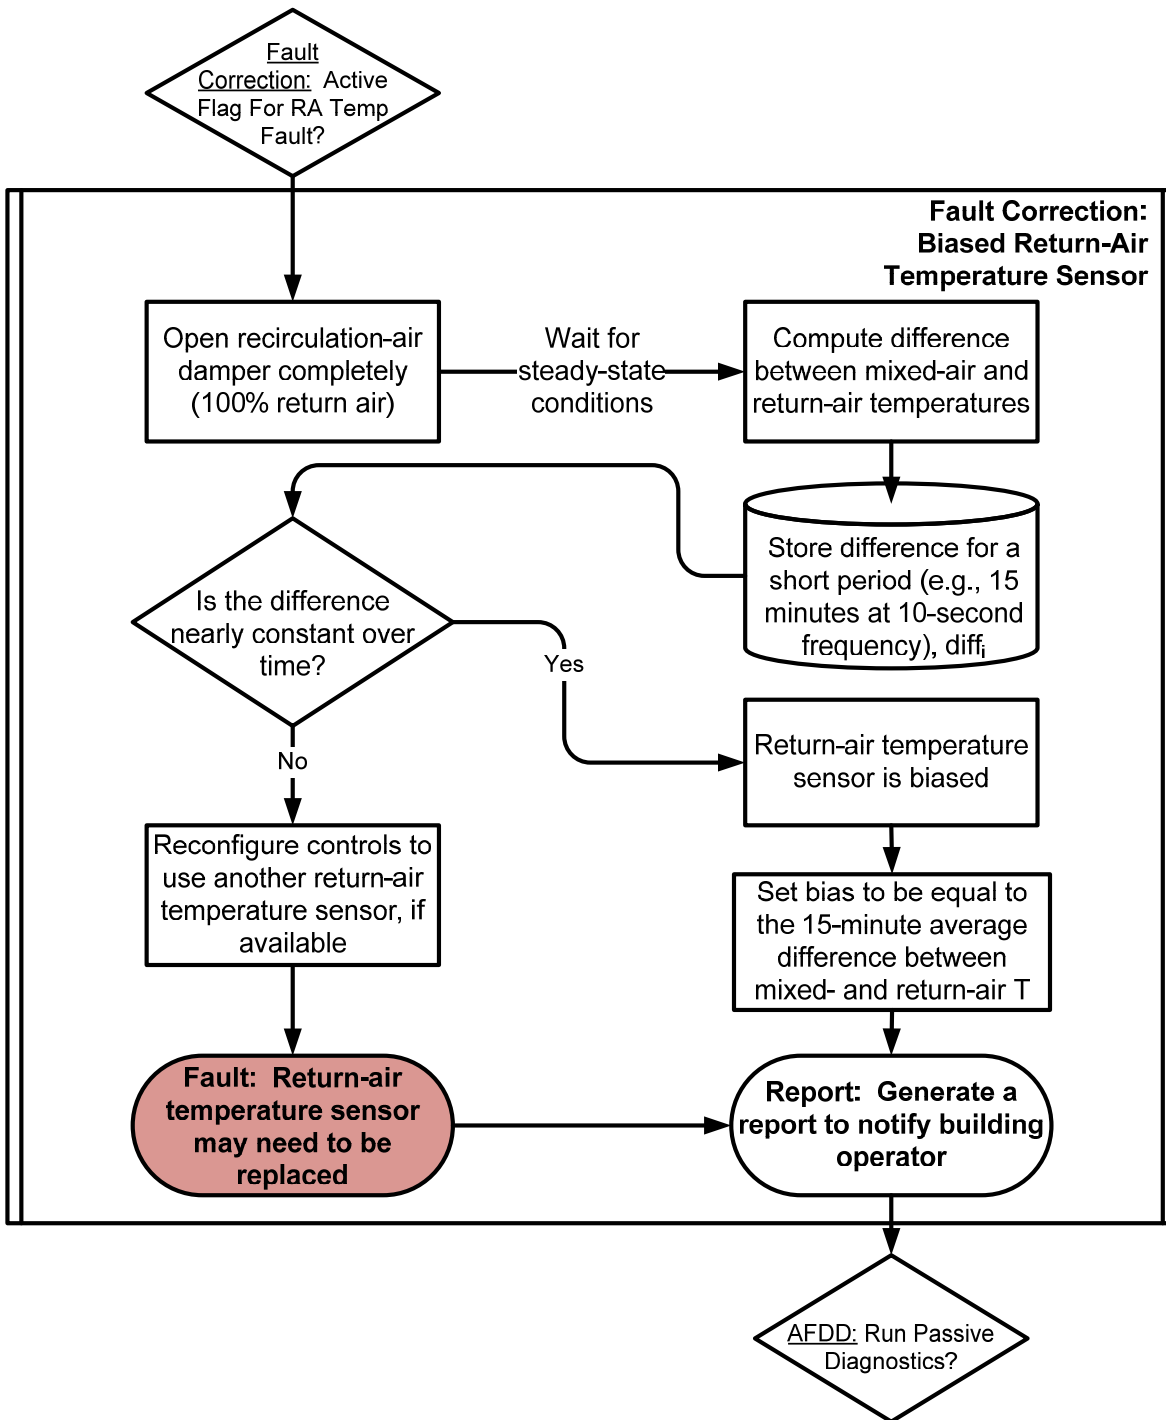 Fault
Correction: Active
Flag For RA Temp
Fault?
Fault Correction:
Biased Return-Air
Temperature Sensor
Open recirculation-air
damper completely
(100% return air)
Wait for
steady-state
conditions
Compute difference
between mixed-air and
return-air temperatures
Store difference for a
short period (e.g., 15
minutes at 10-second
frequency), diffi
Is the difference
nearly constant over
time?
Yes
No
Return-air temperature
sensor is biased
Reconfigure controls to
use another return-air
temperature sensor, if
available
Set bias to be equal to
the 15-minute average
difference between
mixed- and return-air T
Fault: Return-air
temperature sensor
may need to be
replaced
Report: Generate a
report to notify building
operator
AFDD: Run Passive
Diagnostics?